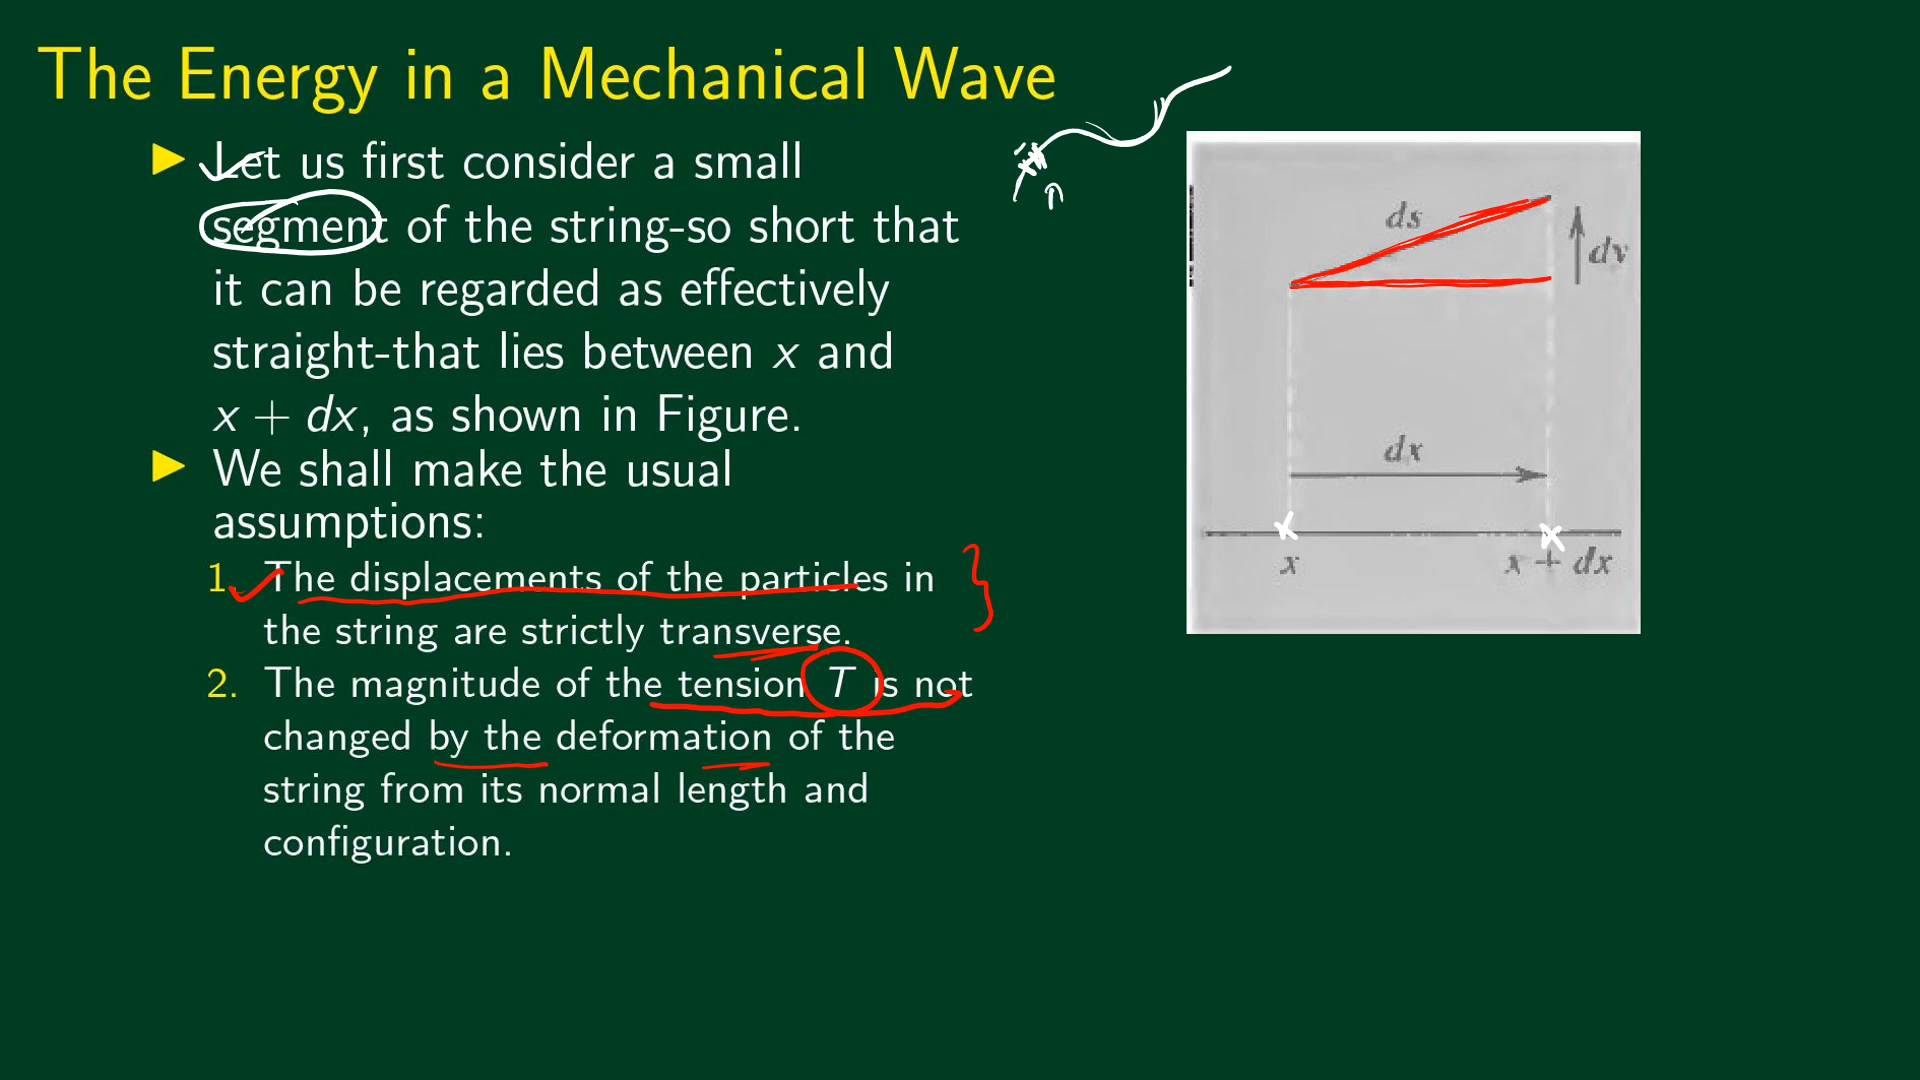 The Energy in a Mechanical Wave
▶ Let us first consider a small
segment of the string-so short that
it can be regarded as effectively
straight-that lies between x and
x + dx, as shown in Figure.
▶ We shall make the usual
assumptions:
1. The displacements of the particles in
the string are strictly transverse.
2. The magnitude of the tension T is not
changed by the deformation of the
string from its normal length and
configuration.
ds
dy
dx
x
x + dx